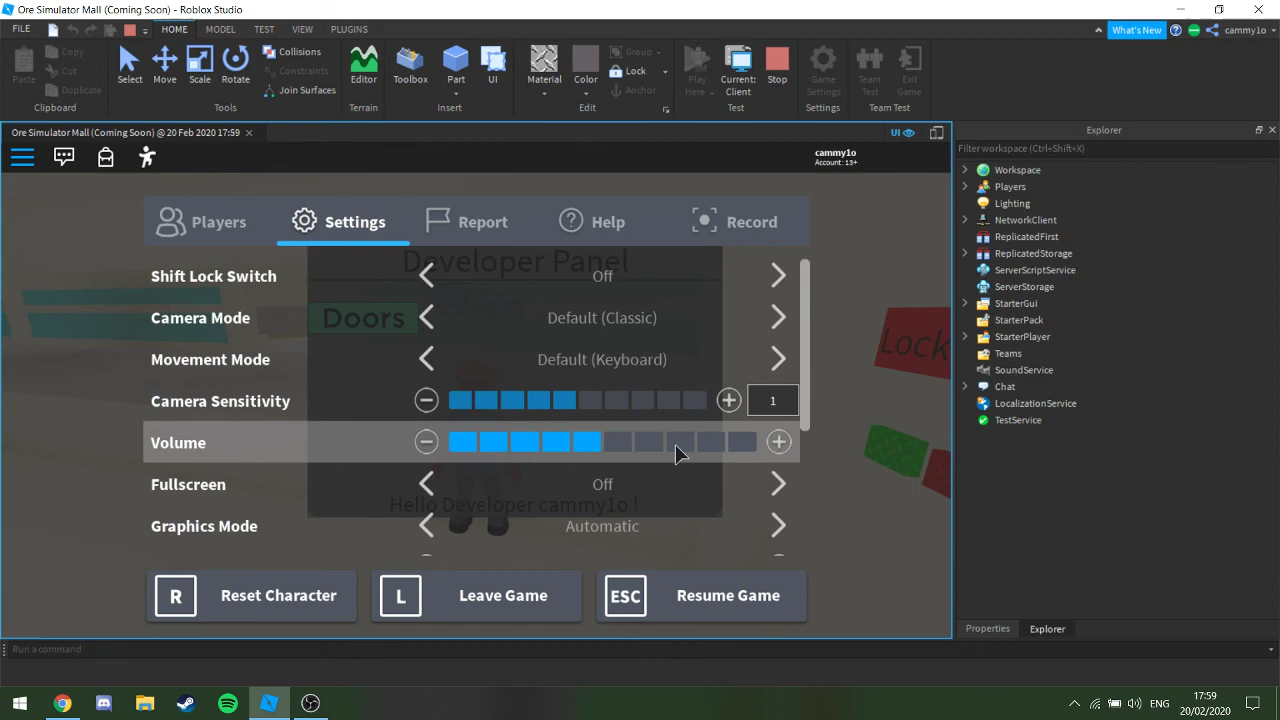 Ore Simulator Mall (Coming Soon) - Roblox Studio
FILE HOME MODEL TEST VIEW PLUGINS What's New cammy1o
Paste Copy Cut Duplicate Select Move Scale Rotate Collisions Constraints Join Surfaces Editor Toolbox Part UI Material Color Group Lock Anchor Play Here Current: Client Stop Game Settings Team Test Exit Game
Clipboard Tools Terrain Insert Edit Test Settings Team Test
Ore Simulator Mall (Coming Soon) @ 20 Feb 2020 17:59 UI
Explorer
Filter workspace (Ctrl+Shift+X)
cammy1o
Account: 13+
Players Settings Report Help Record
Developer Panel
Shift Lock Switch Off
Camera Mode Default (Classic)
Doors
Lock
Movement Mode Default (Keyboard)
Camera Sensitivity 1
Volume
Fullscreen Off
Hello Developer cammy1o !
Graphics Mode Automatic
R Reset Character L Leave Game ESC Resume Game
Workspace
Players
Lighting
NetworkClient
ReplicatedFirst
ReplicatedStorage
ServerScriptService
ServerStorage
StarterGui
StarterPack
StarterPlayer
Teams
SoundService
Chat
LocalizationService
TestService
Properties Explorer
Run a command
ENG 17:59
20/02/2020